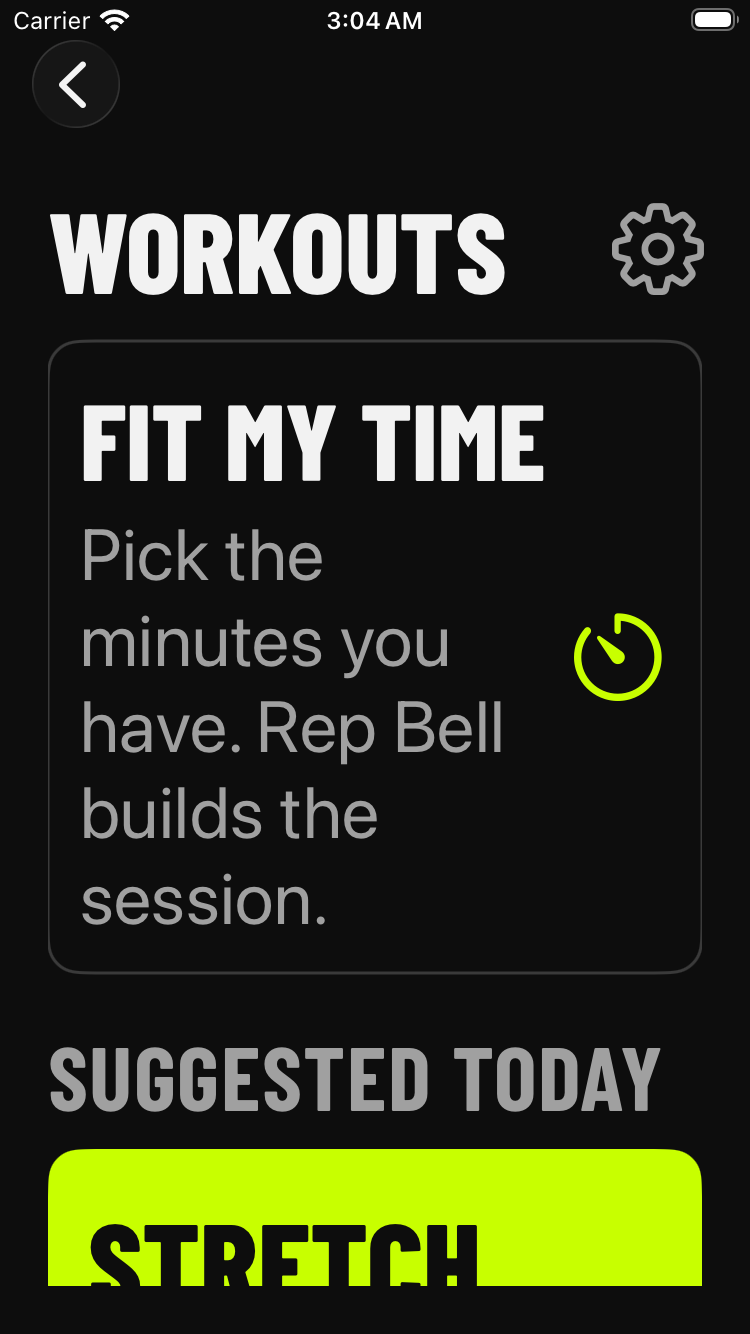 Carrier 3:04 AM
WORKOUTS
FIT MY TIME
Pick the
minutes you
have. Rep Bell
builds the
session.
SUGGESTED TODAY
STRETCH